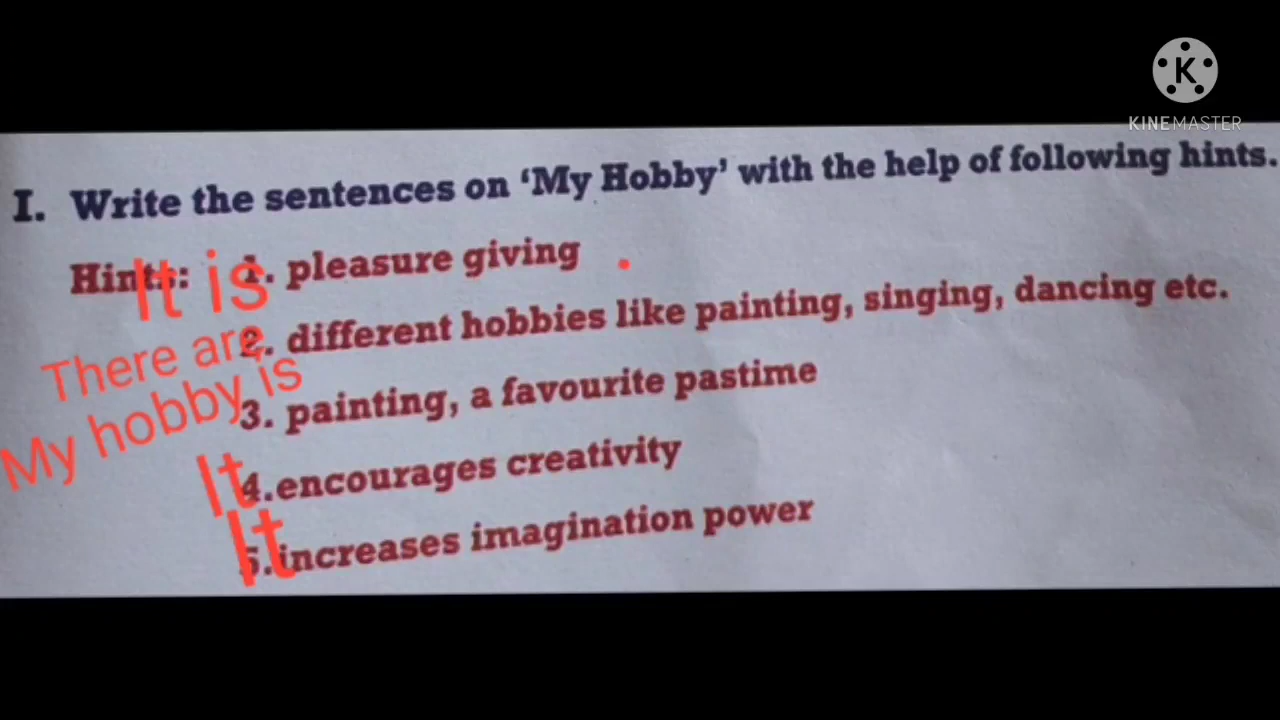 KINEMASTER
I. Write the sentences on ‘My Hobby’ with the help of following hints.
Hints: It is 1. pleasure giving .
There are 2. different hobbies like painting, singing, dancing etc.
My hobby is 3. painting, a favourite pastime
It 4.encourages creativity
It 5.increases imagination power